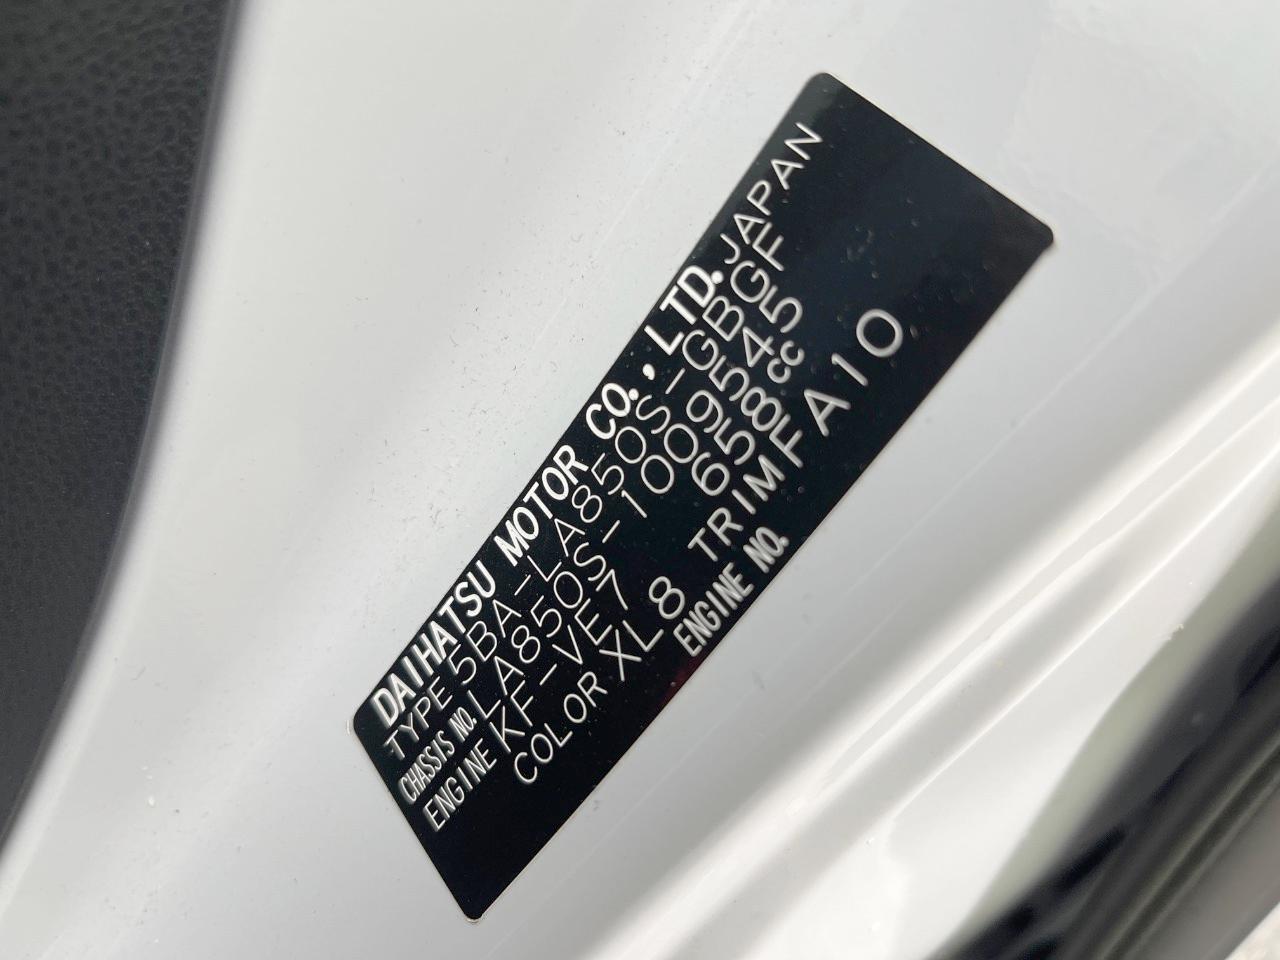 DAIHATSU MOTOR CO., LTD. JAPAN
TYPE 5BA-LA850S-GBGF
CHASSIS NO. LA850S-1009545
ENGINE KF-VE7 658cc
COLOR XL8 TRIM FA10
ENGINE NO.